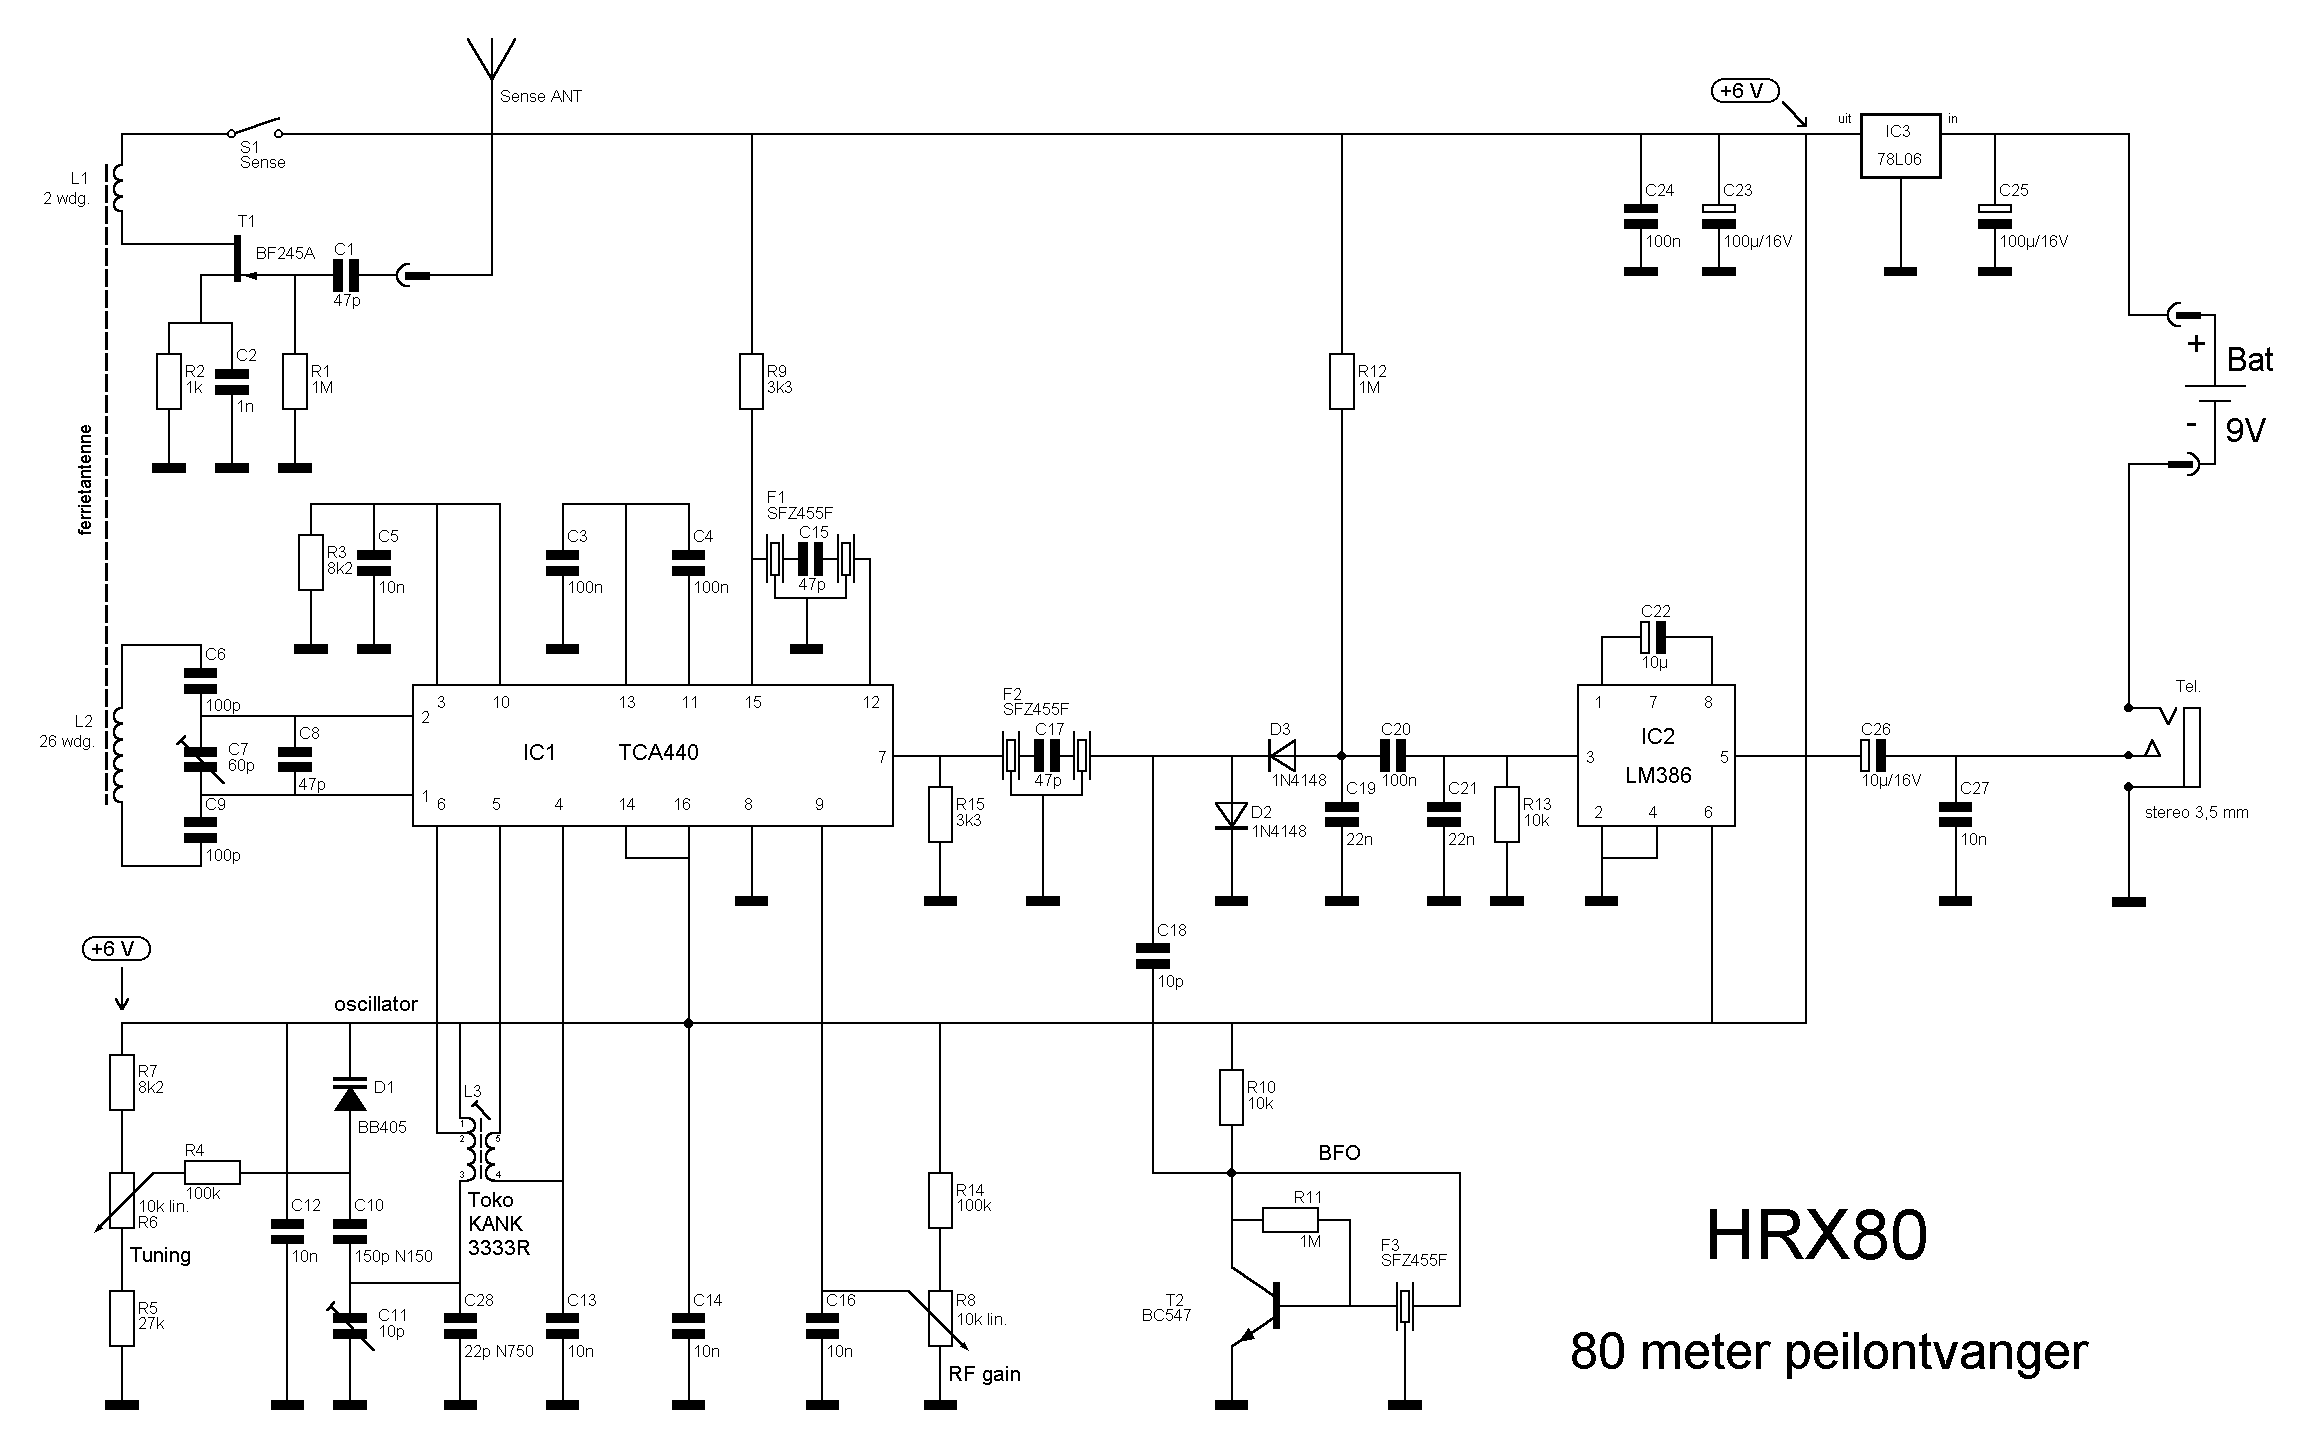 Sense ANT
+6 V
uit
IC3
78L06
in
S1
Sense
L1
2 wdg.
C24
100n
C23
100µ/16V
C25
100µ/16V
T1
BF245A
C1
47p
R2
1k
C2
1n
R1
1M
R9
3k3
R12
1M
+
Bat
-
9V
ferrietantenne
F1
SFZ455F
R3
8k2
C5
10n
C3
100n
C4
100n
C15
47p
C22
10µ
C6
100p
L2
26 wdg.
C7
60p
C8
47p
C9
100p
3
10
13
11
15
12
2
1
IC1
TCA440
7
6
5
4
14
16
8
9
F2
SFZ455F
C17
47p
R15
3k3
D3
1N4148
D2
1N4148
C19
22n
C20
100n
C21
22n
R13
10k
1
7
8
3
IC2
LM386
5
2
4
6
C26
10µ/16V
C27
10n
Tel.
stereo 3,5 mm
C18
10p
+6 V
oscillator
R7
8k2
D1
BB405
L3
1
2
3
5
4
Toko
KANK
3333R
R4
100k
10k lin.
R6
Tuning
R5
27k
C12
10n
C10
150p N150
C11
10p
C28
22p N750
C13
10n
C14
10n
C16
10n
R14
100k
R8
10k lin.
RF gain
R10
10k
BFO
R11
1M
F3
SFZ455F
T2
BC547
HRX80
80 meter peilontvanger